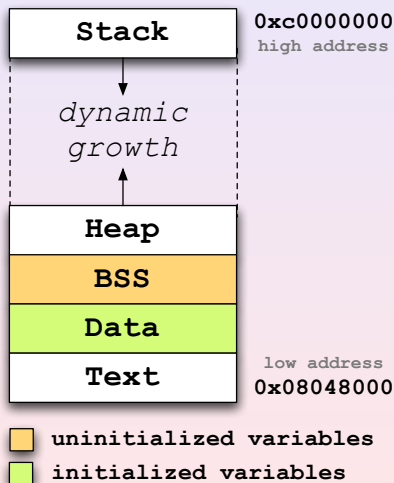 Stack
0xc0000000
high address
dynamic
growth
Heap
BSS
Data
Text
low address
0x08048000
uninitialized variables
initialized variables